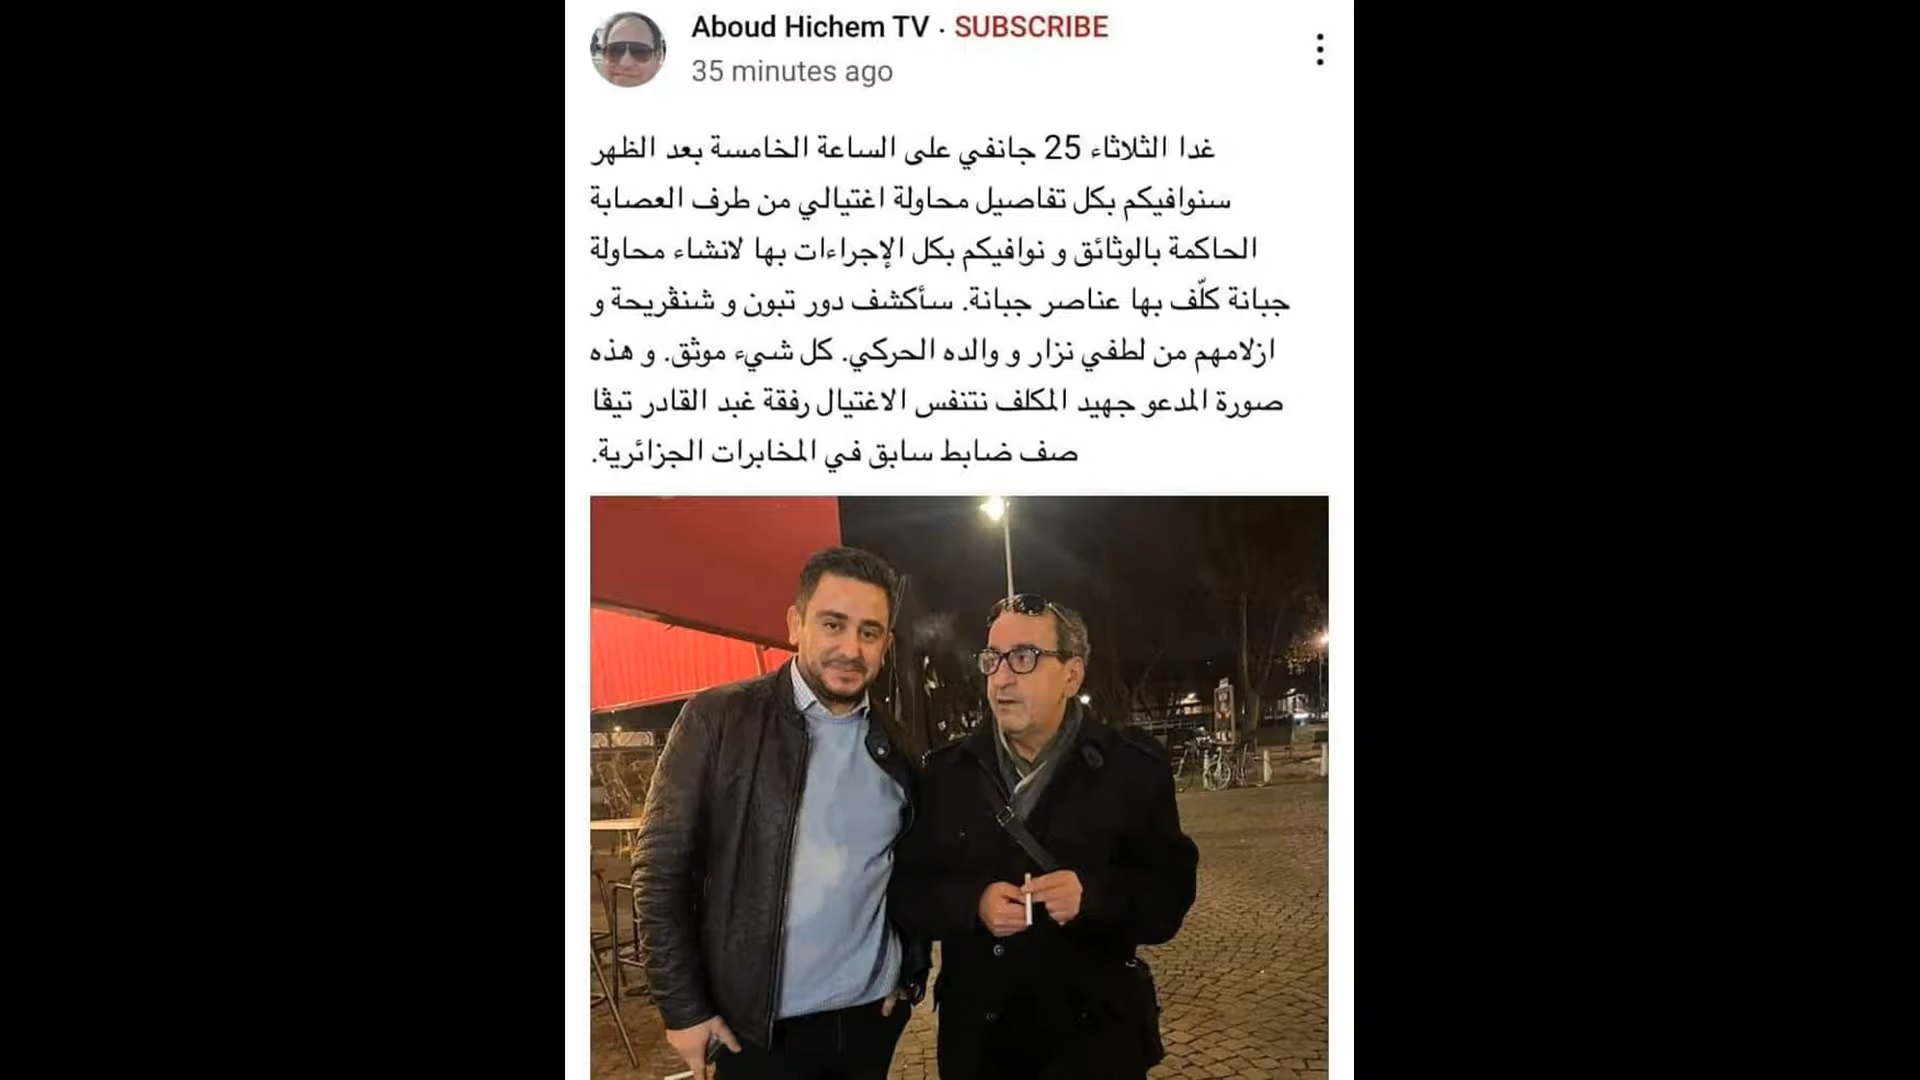 Aboud Hichem TV · SUBSCRIBE
35 minutes ago
غدا الثلاثاء 25 جانفي على الساعة الخامسة بعد الظهر
سنوافيكم بكل تفاصيل محاولة اغتيالي من طرف العصابة
الحاكمة بالوثائق و نوافيكم بكل الإجراءات بها لانشاء محاولة
جبانة كلّف بها عناصر جبانة. سأكشف دور تبون و شنڤريحة و
ازلامهم من لطفي نزار و والده الحركي. كل شيء موثق. و هذه
صورة المدعو جهيد المكلف نتنفس الاغتيال رفقة غبد القادر تيڤا
صف ضابط سابق في المخابرات الجزائرية.